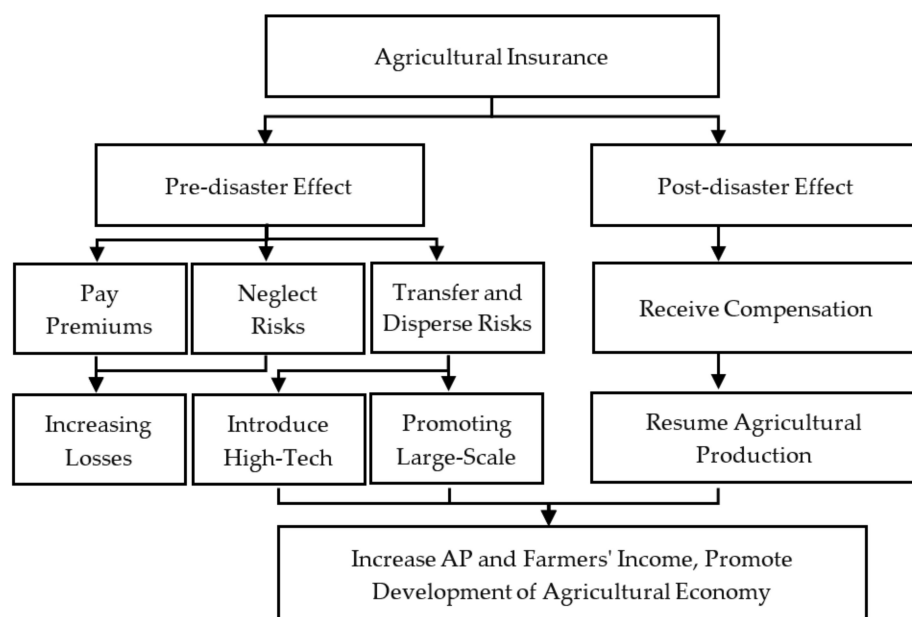 Agricultural Insurance
Pre-disaster Effect
Post-disaster Effect
Pay
Premiums
Neglect
Risks
Transfer and
Disperse Risks
Receive Compensation
Increasing
Losses
Introduce
High-Tech
Promoting
Large-Scale
Resume Agricultural
Production
Increase AP and Farmers' Income, Promote
Development of Agricultural Economy